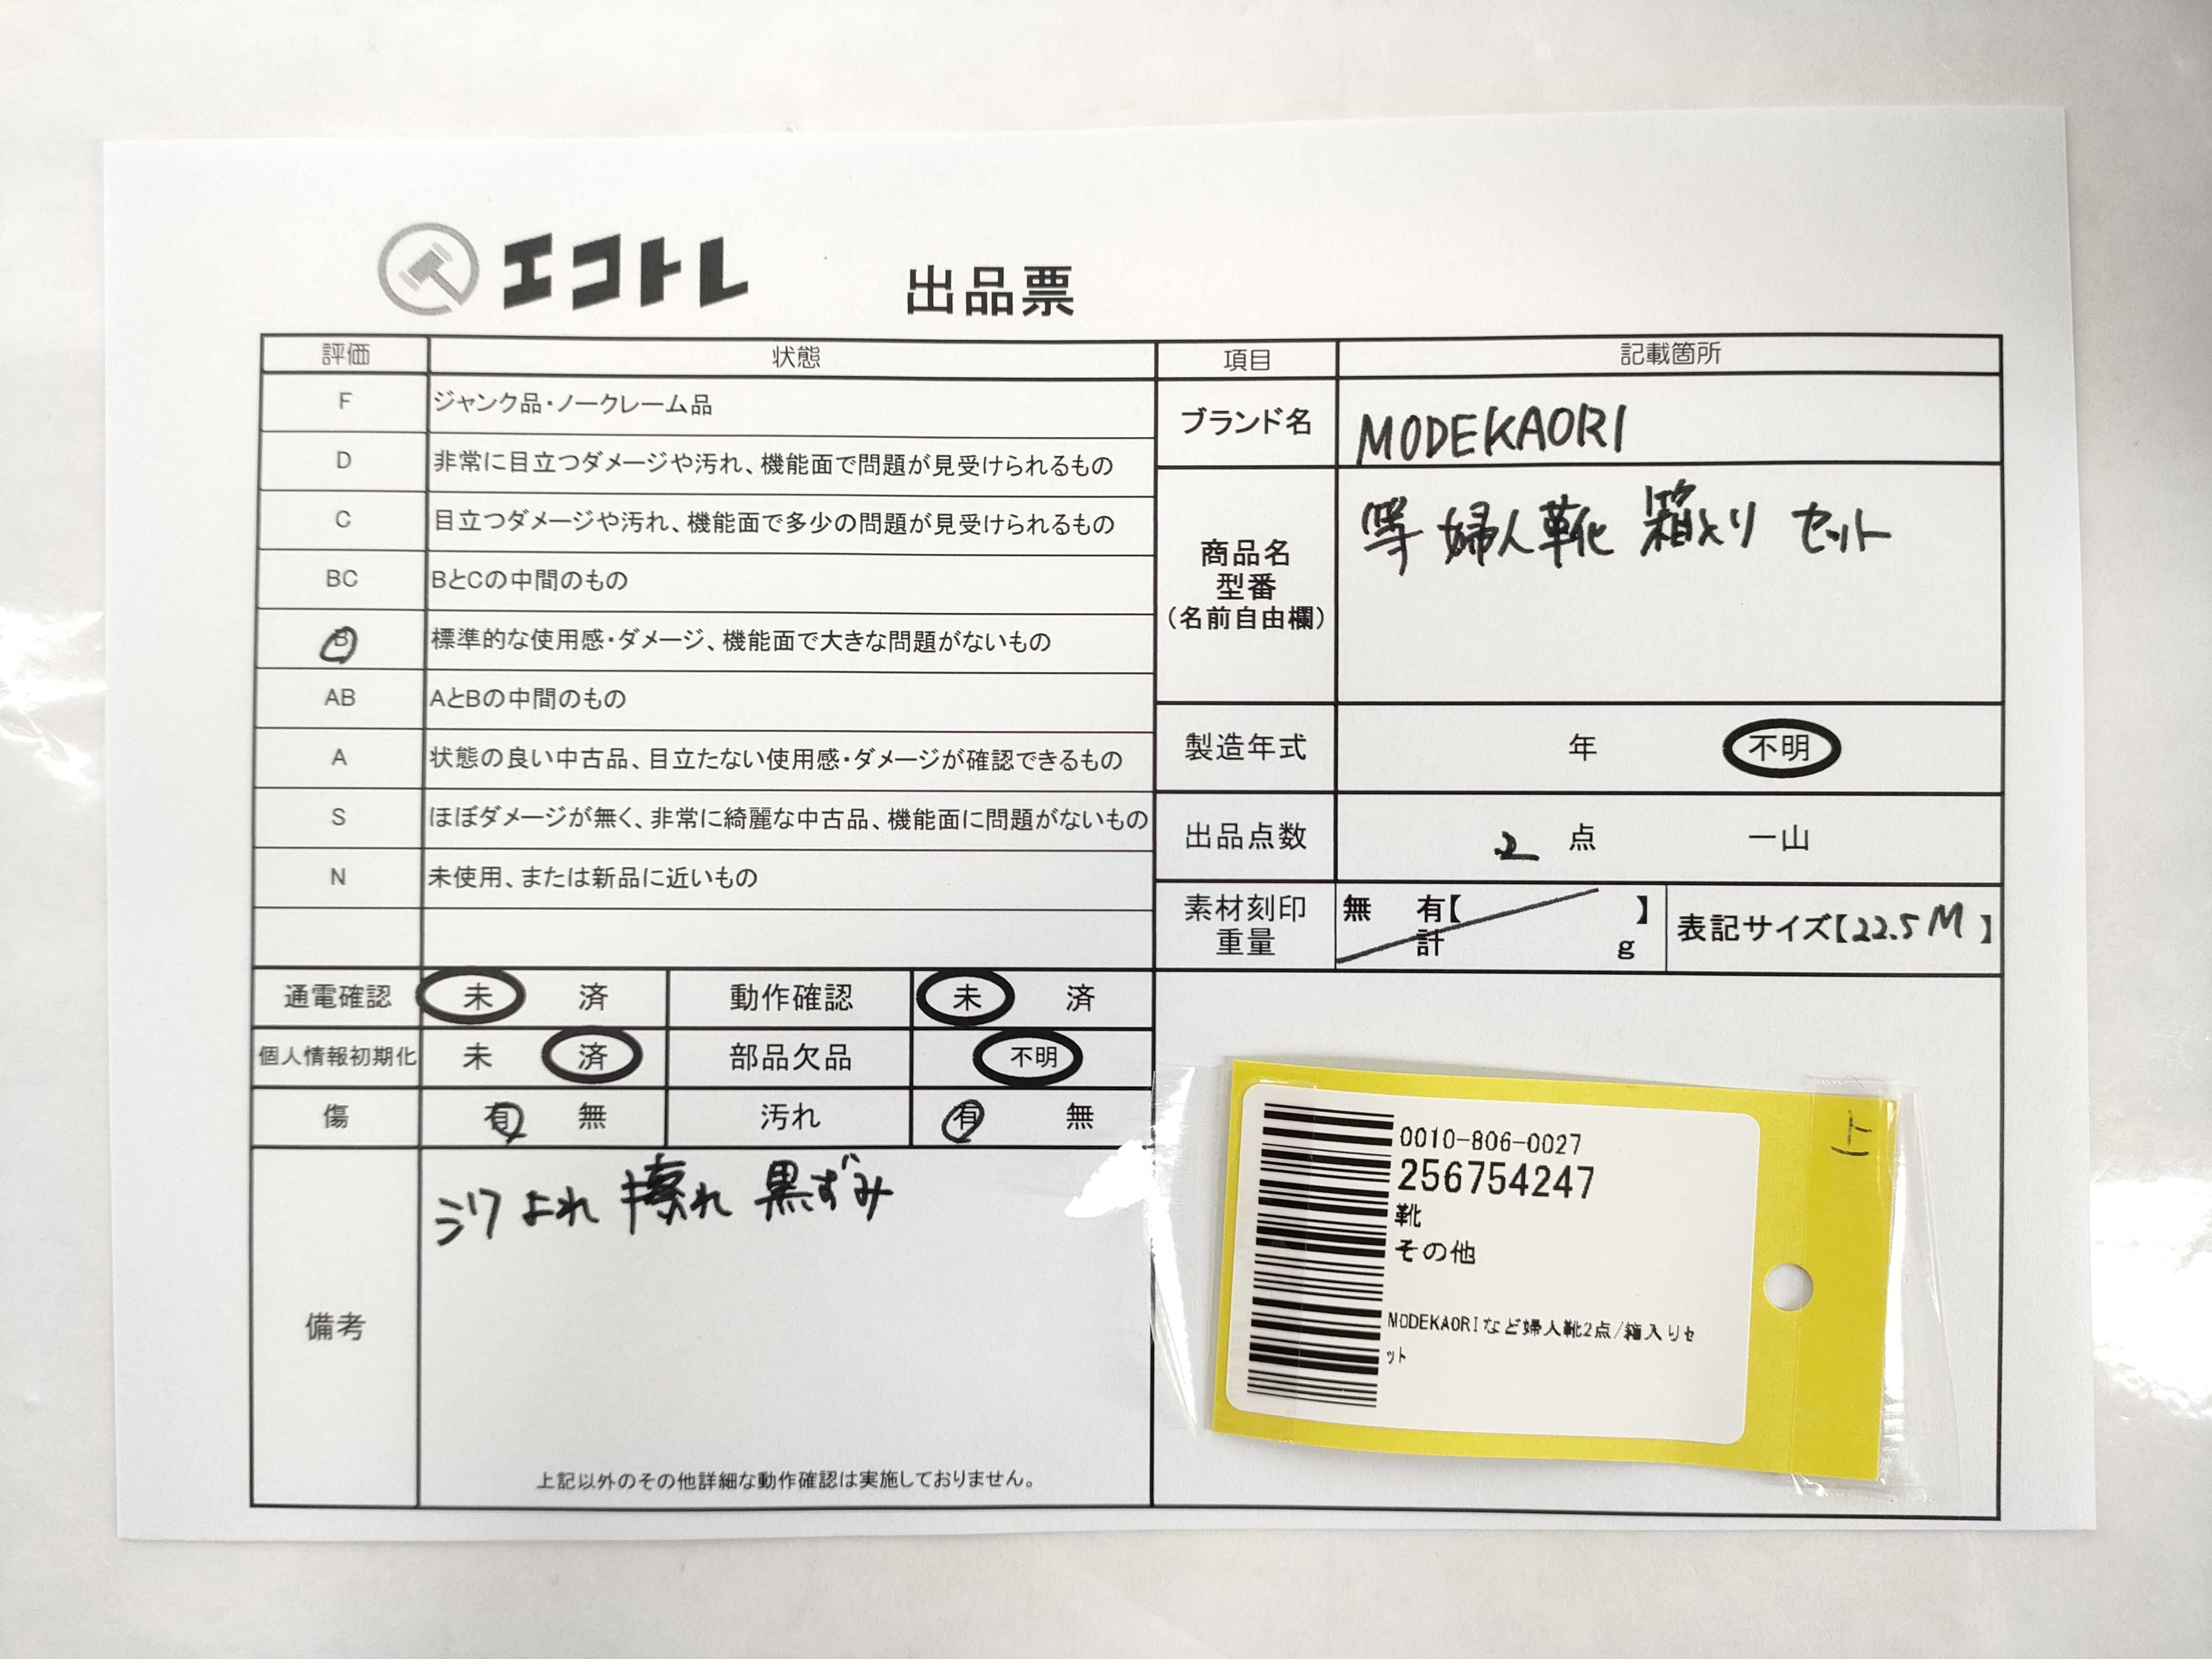 エコトレ 出品票
評価 状態
F ジャンク品・ノークレーム品
D 非常に目立つダメージや汚れ、機能面で問題が見受けられるもの
C 目立つダメージや汚れ、機能面で多少の問題が見受けられるもの
BC BとCの中間のもの
B 標準的な使用感・ダメージ、機能面で大きな問題がないもの
AB AとBの中間のもの
A 状態の良い中古品、目立たない使用感・ダメージが確認できるもの
S ほぼダメージが無く、非常に綺麗な中古品、機能面に問題がないもの
N 未使用、または新品に近いもの
通電確認 未 済 動作確認 未 済
個人情報初期化 未 済 部品欠品 不明
傷 有 無 汚れ 有 無
備考
シワ よれ 擦れ 黒ずみ
上記以外のその他詳細な動作確認は実施しておりません。
項目 記載箇所
ブランド名 MODEKAORI
商品名
型番
(名前自由欄)
等 婦人靴 箱入り セット
製造年式 年 不明
出品点数 2 点 一山
素材刻印 無 有【 】
重量 計 g
表記サイズ【22.5 M】
0010-806-0027
256754247
靴
その他
MODEKAORIなど婦人靴2点/箱入りセ
ット